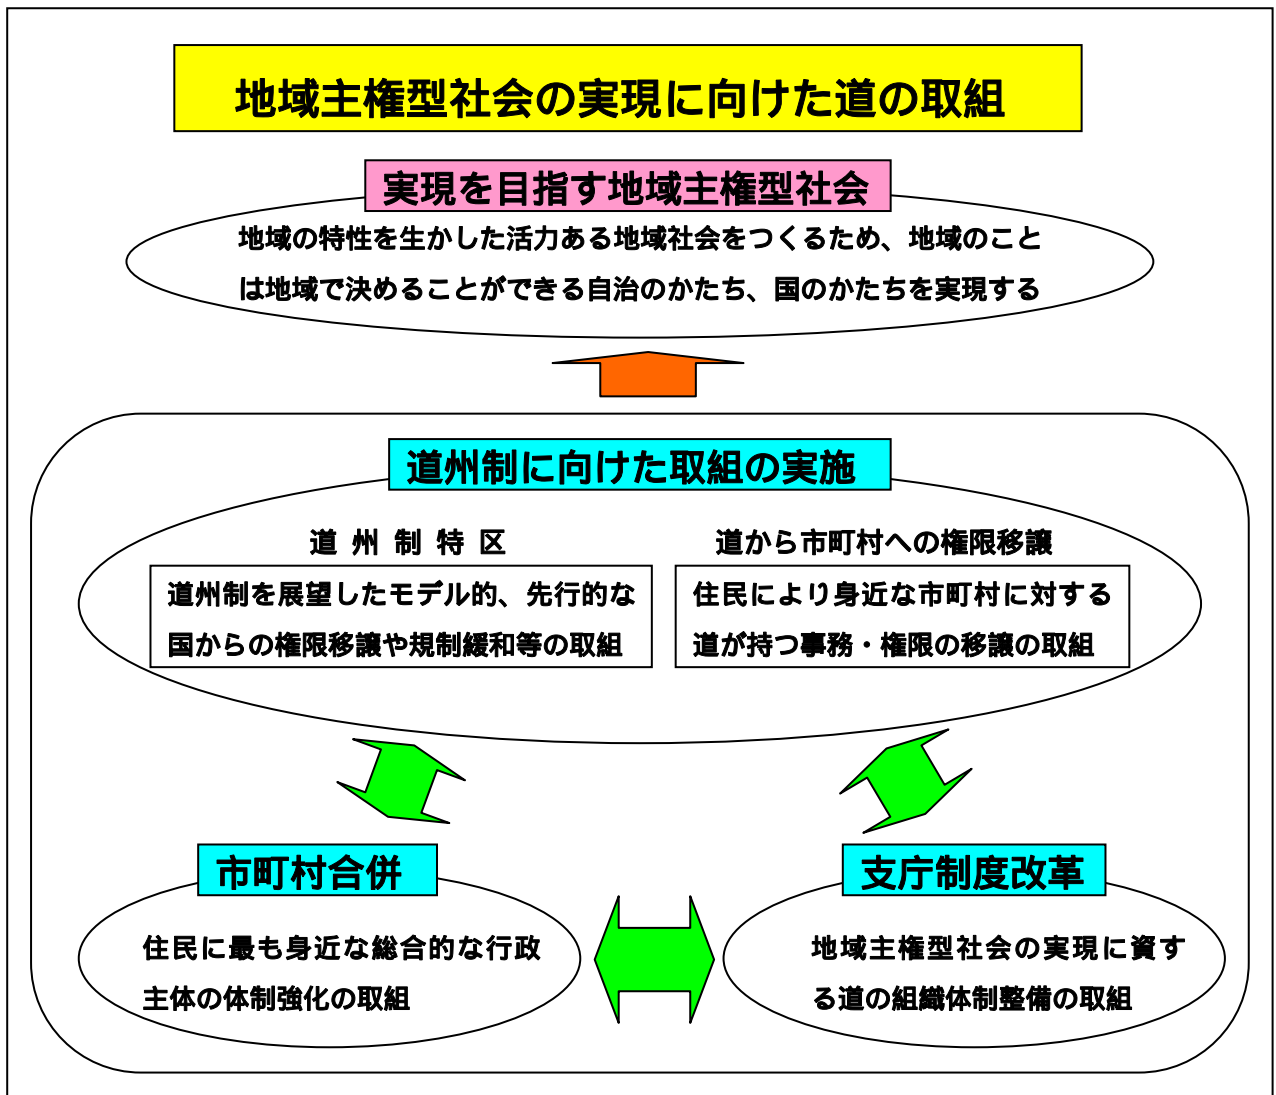 地域主権型社会の実現に向けた道の取組
実現を目指す地域主権型社会
地域の特性を生かした活力ある地域社会をつくるため、地域のこと
は地域で決めることができる自治のかたち、国のかたちを実現する
道州制に向けた取組の実施
道 州 制 特 区
道州制を展望したモデル的、先行的な
国からの権限移譲や規制緩和等の取組
道から市町村への権限移譲
住民により身近な市町村に対する
道が持つ事務・権限の移譲の取組
市町村合併
住民に最も身近な総合的な行政
主体の体制強化の取組
支庁制度改革
地域主権型社会の実現に資す
る道の組織体制整備の取組